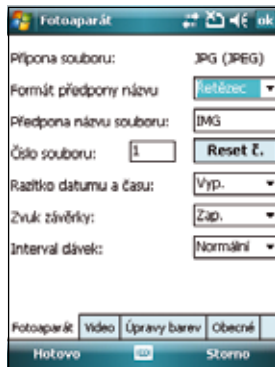 Fotoaparát ok
Přípona souboru: JPG (JPEG)
Formát předpony názvu Řetězec
Předpona názvu souboru: IMG
Číslo souboru: 1 Reset č.
Razítko datumu a času: Vyp.
Zvuk závěrky: Zap.
Interval dávek: Normální
Fotoaparát Video Úpravy barev Obecné
Hotovo Storno